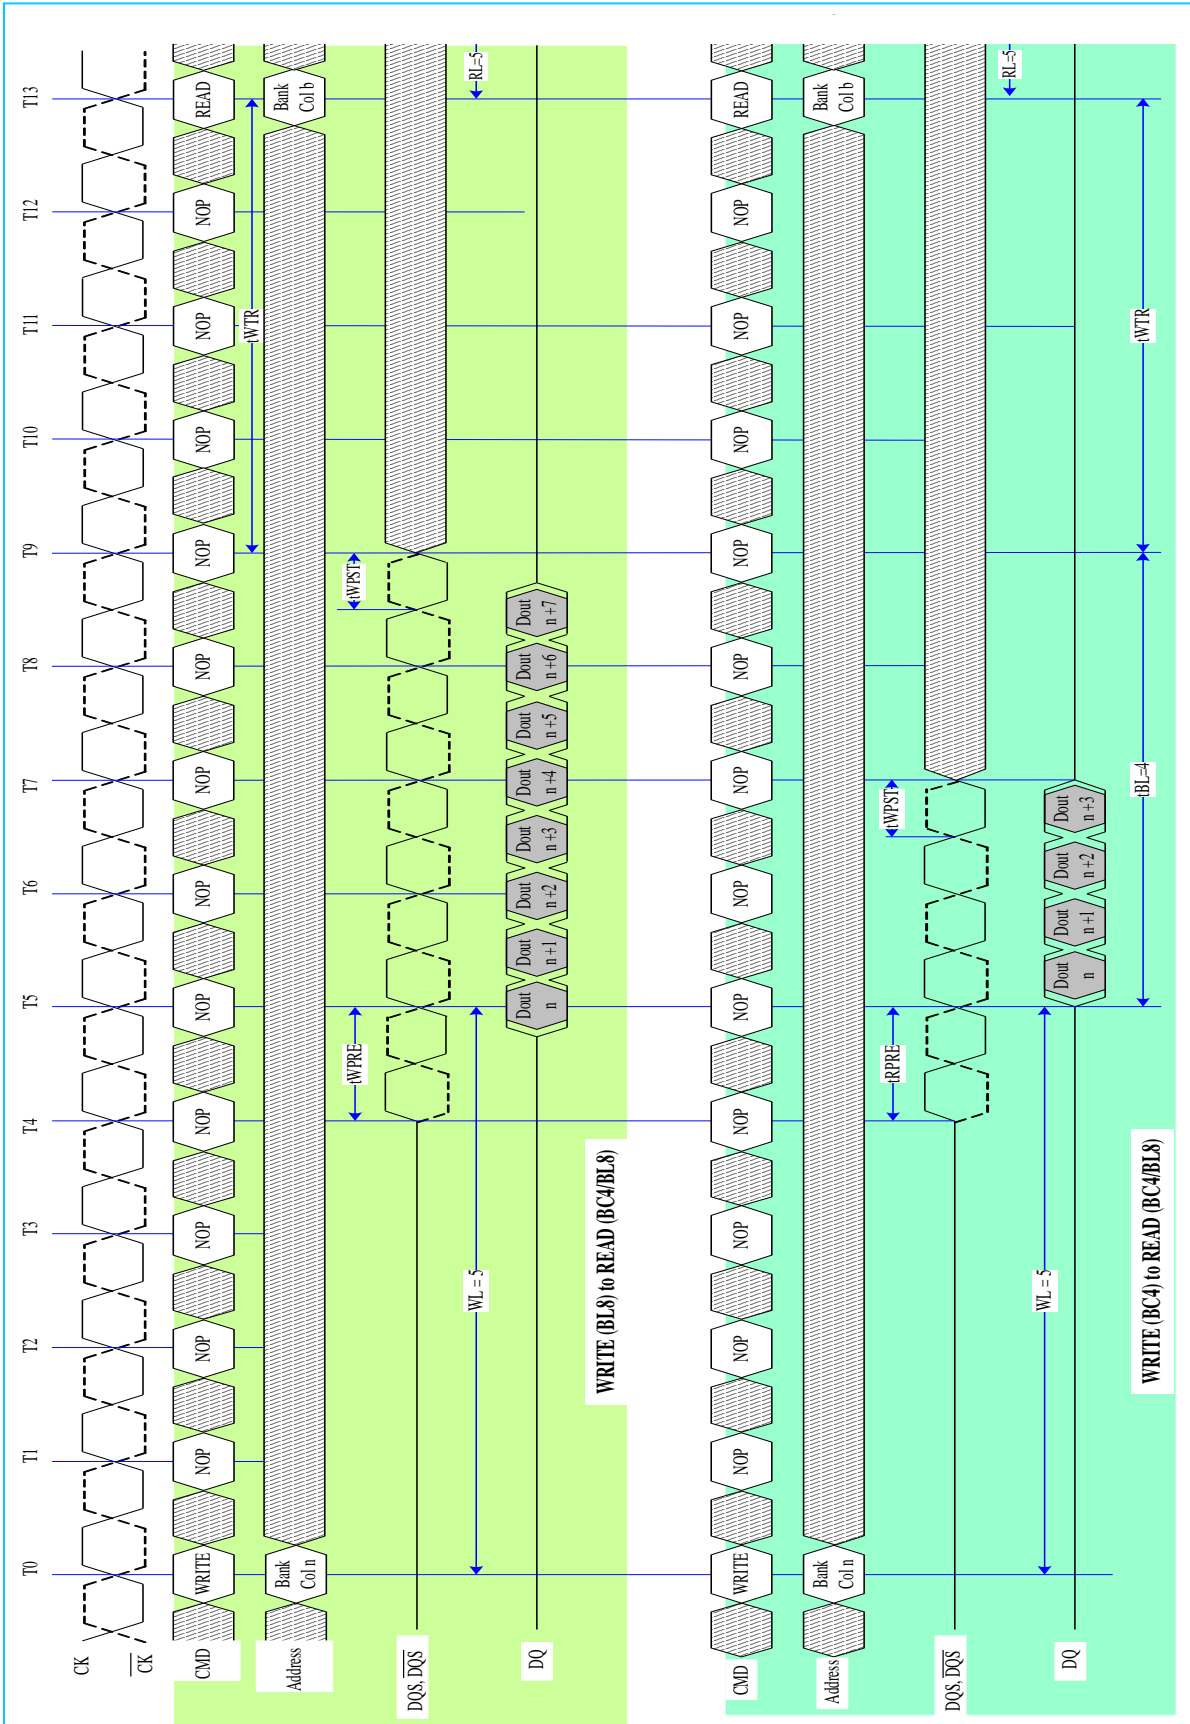 T0 T1 T2 T3 T4 T5 T6 T7 T8 T9 T10 T11 T12 T13
CK
CK
CMD WRITE NOP NOP NOP NOP NOP NOP NOP NOP NOP NOP NOP NOP READ
tWTR
Address
Bank
Col n
Bank
Col b
tWPRE tWPST
DQS, DQS
WL = 5 RL=5
DQ
Dout
n
Dout
n+1
Dout
n+2
Dout
n+3
Dout
n+4
Dout
n+5
Dout
n+6
Dout
n+7
WRITE (BL8) to READ (BC4/BL8)
CMD WRITE NOP NOP NOP NOP NOP NOP NOP NOP NOP NOP NOP NOP READ
Address
Bank
Col n
Bank
Col b
tRPRE tWPST
DQS, DQS
RL=5
WL = 5
DQ
Dout
n
Dout
n+1
Dout
n+2
Dout
n+3
tBL=4 tWTR
WRITE (BC4) to READ (BC4/BL8)